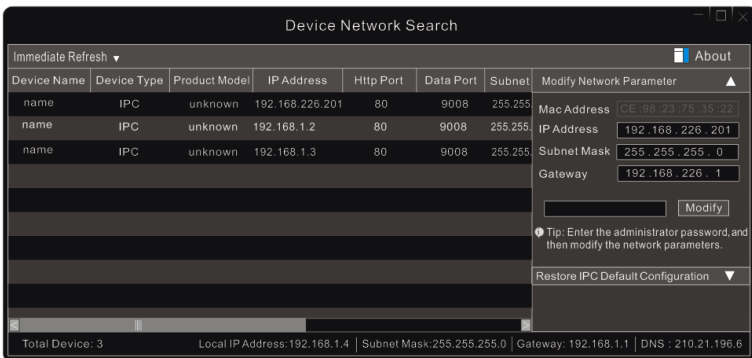 Device Network Search
Immediate Refresh
About
Device Name Device Type Product Model IP Address Http Port Data Port Subnet
name IPC unknown 192.168.226.201 80 9008 255.255
name IPC unknown 192.168.1.2 80 9008 255.255.
name IPC unknown 192.168.1.3 80 9008 255.255.
Modify Network Parameter
Mac Address CE :98 :23 :75 :35 :22
IP Address 192 .168 . 226 . 201
Subnet Mask 255 . 255 . 255 . 0
Gateway 192 .168 . 226 . 1
Modify
Tip: Enter the administrator password, and
then modify the network parameters.
Restore IPC Default Configuration
Total Device: 3 Local IP Address:192.168.1.4 Subnet Mask:255.255.255.0 Gateway: 192.168.1.1 DNS : 210.21.196.6